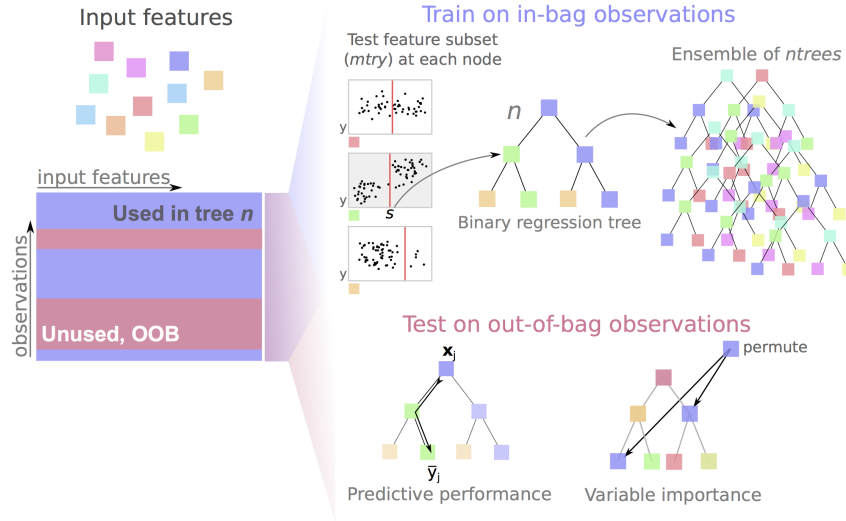 Input features
input features
observations
Used in tree n
Unused, OOB
Train on in-bag observations
Test feature subset
(mtry) at each node
y
y
s
y
n
Binary regression tree
Ensemble of ntrees
Test on out-of-bag observations
xj
y̅j
Predictive performance
permute
Variable importance